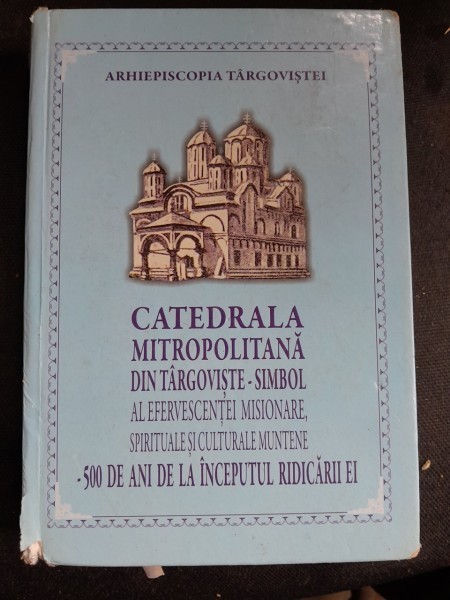 ARHIEPISCOPIA TÂRGOVIȘTEI
CATEDRALA
MITROPOLITANĂ
DIN TÂRGOVIȘTE - SIMBOL
AL EFERVESCENȚEI MISIONARE,
SPIRITUALE ȘI CULTURALE MUNTENE
- 500 DE ANI DE LA ÎNCEPUTUL RIDICĂRII EI